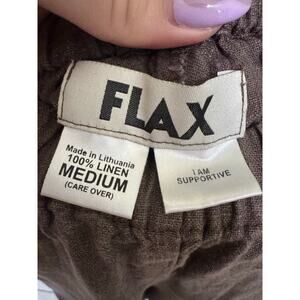 FLAX
Made in Lithuania
100% LINEN
MEDIUM
(CARE OVER)
I AM
SUPPORTIVE